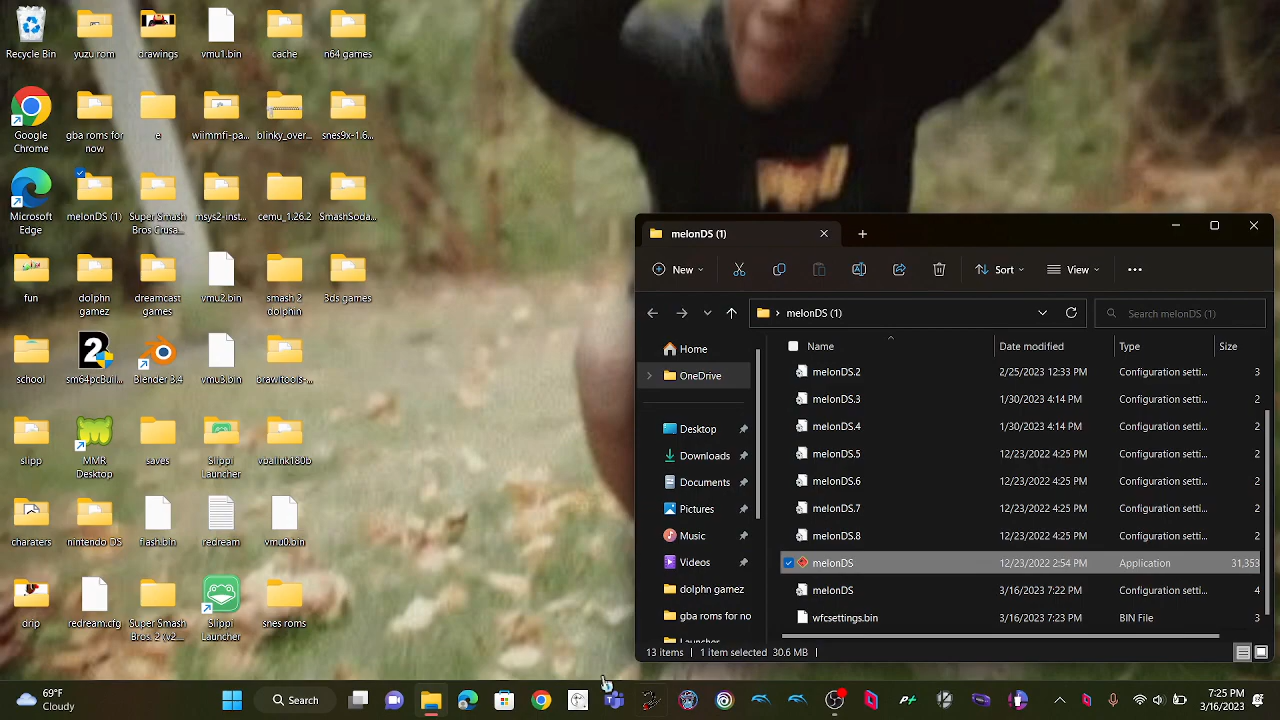 Recycle Bin
yuzu rom
drawings
vmu1.bin
cache
n64 games
Google Chrome
gba roms for now
e
wiimmfi-pa...
blinky_over...
snes9x-1.6...
Microsoft Edge
melonDS (1)
Super Smash Bros Crusa...
msys2-inst...
cemu_1.26.2
SmashSoda...
fun
dolphn gamez
dreamcast games
vmu2.bin
smash 2 dolphin
3ds games
school
sm64pcBuil...
Blender 3.4
vmu3.bin
brawltools-...
slipp
MMR Desktop
saves
Slippi Launcher
vbalink180b
charaters
nintendo DS
flash.bin
redream
vmu0.bin
drip
redream.cfg
Super Smash Bros. 2 (v2...
Slippi Launcher
snes roms
melonDS (1)
New
Sort
View
melonDS (1)
Search melonDS (1)
Home
OneDrive
Desktop
Downloads
Documents
Pictures
Music
Videos
dolphn gamez
gba roms for no
Launcher
Name Date modified Type Size
melonDS.2 2/25/2023 12:33 PM Configuration setti... 3
melonDS.3 1/30/2023 4:14 PM Configuration setti... 2
melonDS.4 1/30/2023 4:14 PM Configuration setti... 2
melonDS.5 12/23/2022 4:25 PM Configuration setti... 2
melonDS.6 12/23/2022 4:25 PM Configuration setti... 2
melonDS.7 12/23/2022 4:25 PM Configuration setti... 2
melonDS.8 12/23/2022 4:25 PM Configuration setti... 2
melonDS 12/23/2022 2:54 PM Application 31,353
melonDS 3/16/2023 7:22 PM Configuration setti... 4
wfcsettings.bin 3/16/2023 7:23 PM BIN File 3
13 items 1 item selected 30.6 MB
69°F
Cloudy
Search
7:25 PM
3/16/2023